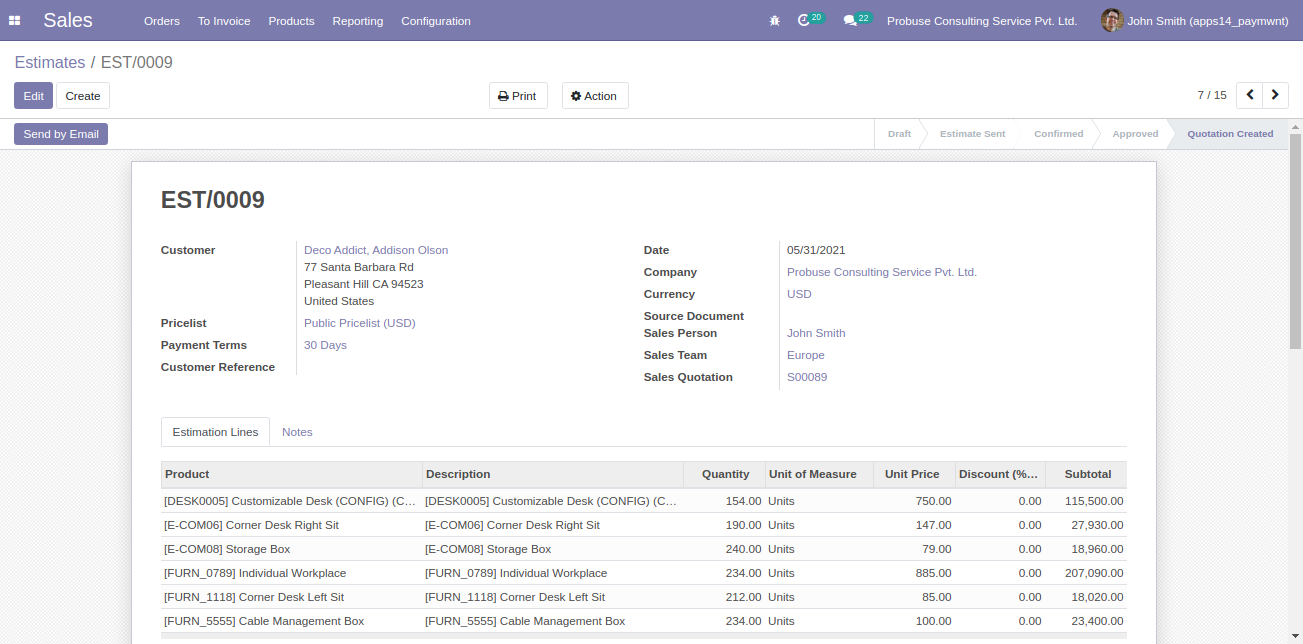 Sales Orders To Invoice Products Reporting Configuration 20 22 Probuse Consulting Service Pvt. Ltd. John Smith (apps14_paymwnt)
Estimates / EST/0009
Edit Create Print Action 7 / 15
Send by Email Draft Estimate Sent Confirmed Approved Quotation Created
EST/0009
Customer Deco Addict, Addison Olson
77 Santa Barbara Rd
Pleasant Hill CA 94523
United States
Pricelist Public Pricelist (USD)
Payment Terms 30 Days
Customer Reference
Date 05/31/2021
Company Probuse Consulting Service Pvt. Ltd.
Currency USD
Source Document
Sales Person John Smith
Sales Team Europe
Sales Quotation S00089
Estimation Lines Notes
Product Description Quantity Unit of Measure Unit Price Discount (%... Subtotal
[DESK0005] Customizable Desk (CONFIG) (C... [DESK0005] Customizable Desk (CONFIG) (C... 154.00 Units 750.00 0.00 115,500.00
[E-COM06] Corner Desk Right Sit [E-COM06] Corner Desk Right Sit 190.00 Units 147.00 0.00 27,930.00
[E-COM08] Storage Box [E-COM08] Storage Box 240.00 Units 79.00 0.00 18,960.00
[FURN_0789] Individual Workplace [FURN_0789] Individual Workplace 234.00 Units 885.00 0.00 207,090.00
[FURN_1118] Corner Desk Left Sit [FURN_1118] Corner Desk Left Sit 212.00 Units 85.00 0.00 18,020.00
[FURN_5555] Cable Management Box [FURN_5555] Cable Management Box 234.00 Units 100.00 0.00 23,400.00